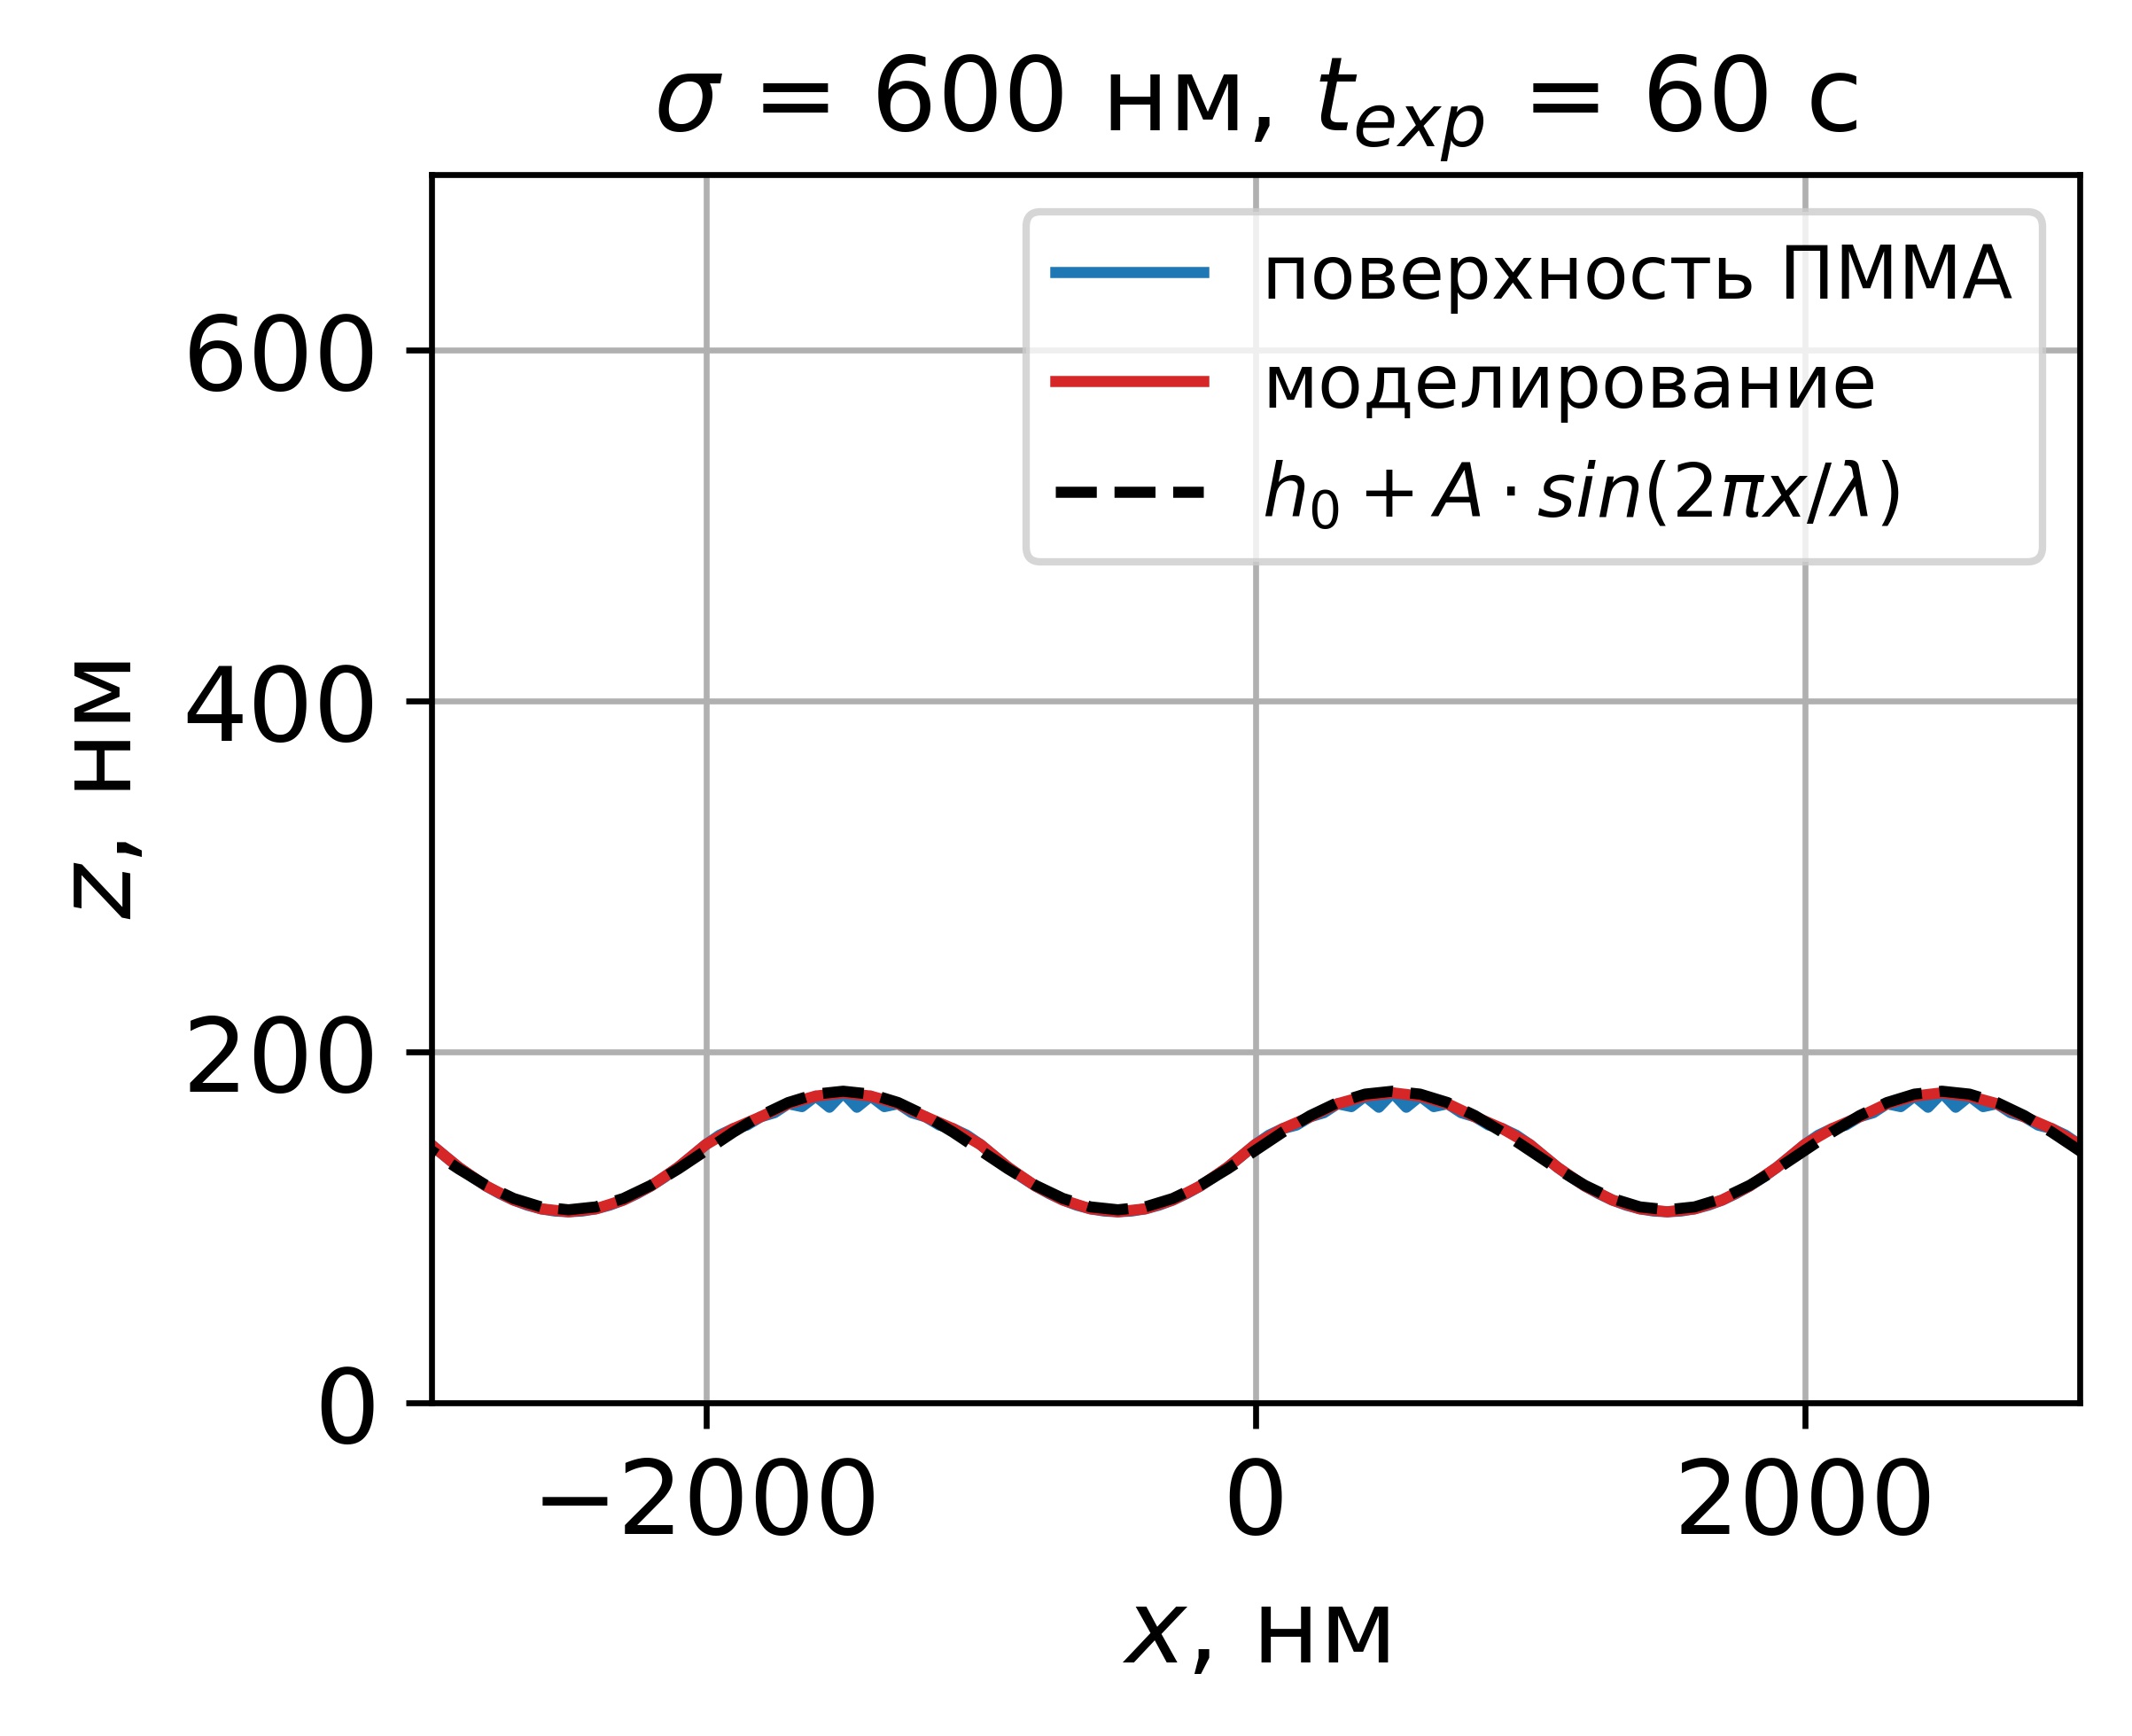 σ = 600 нм, t_exp = 60 с
поверхность ПММА
моделирование
h₀ + A · sin(2πx/λ)
600
400
200
0
z, нм
−2000 0 2000
x, нм